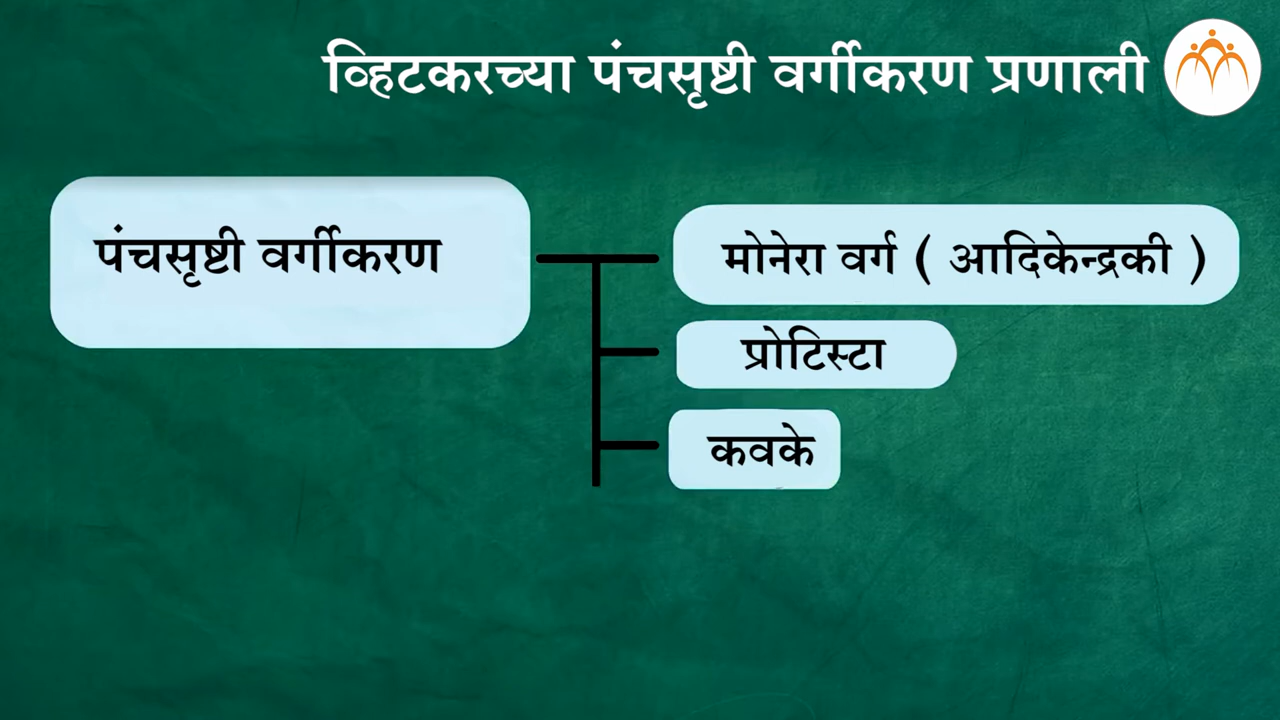 व्हिटकरच्या पंचसृष्टी वर्गीकरण प्रणाली
पंचसृष्टी वर्गीकरण
मोनेरा वर्ग ( आदिकेन्द्रकी )
प्रोटिस्टा
कवके